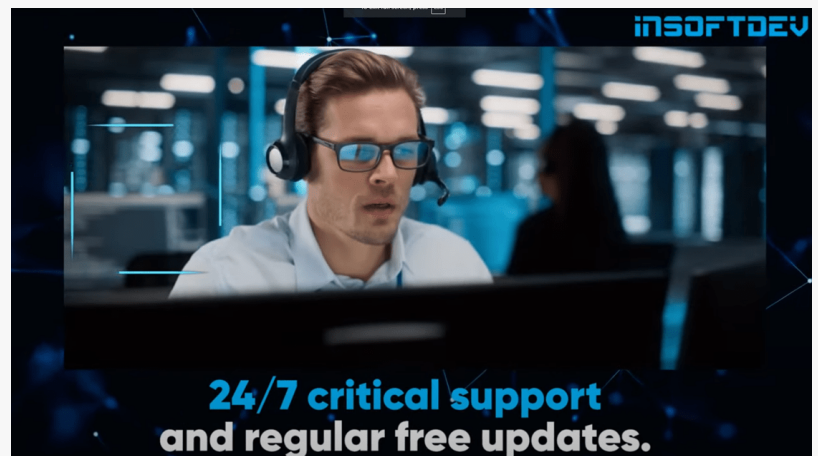 INSOFTDEV
24/7 critical support
and regular free updates.